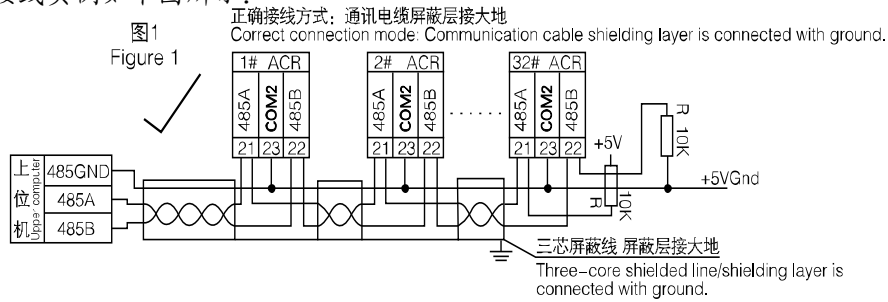 图1
Figure 1
正确接线方式：通讯电缆屏蔽层接大地
Correct connection mode: Communication cable shielding layer is connected with ground.
1# ACR
485A
COM2
485B
21 23 22
2# ACR
485A
COM2
485B
21 23 22
......
32# ACR
485A
COM2
485B
21 23 22
R 10K
+5V
R 10K
+5VGnd
上位机
Upper computer
485GND
485A
485B
三芯屏蔽线 屏蔽层接大地
Three-core shielded line/shielding layer is
connected with ground.